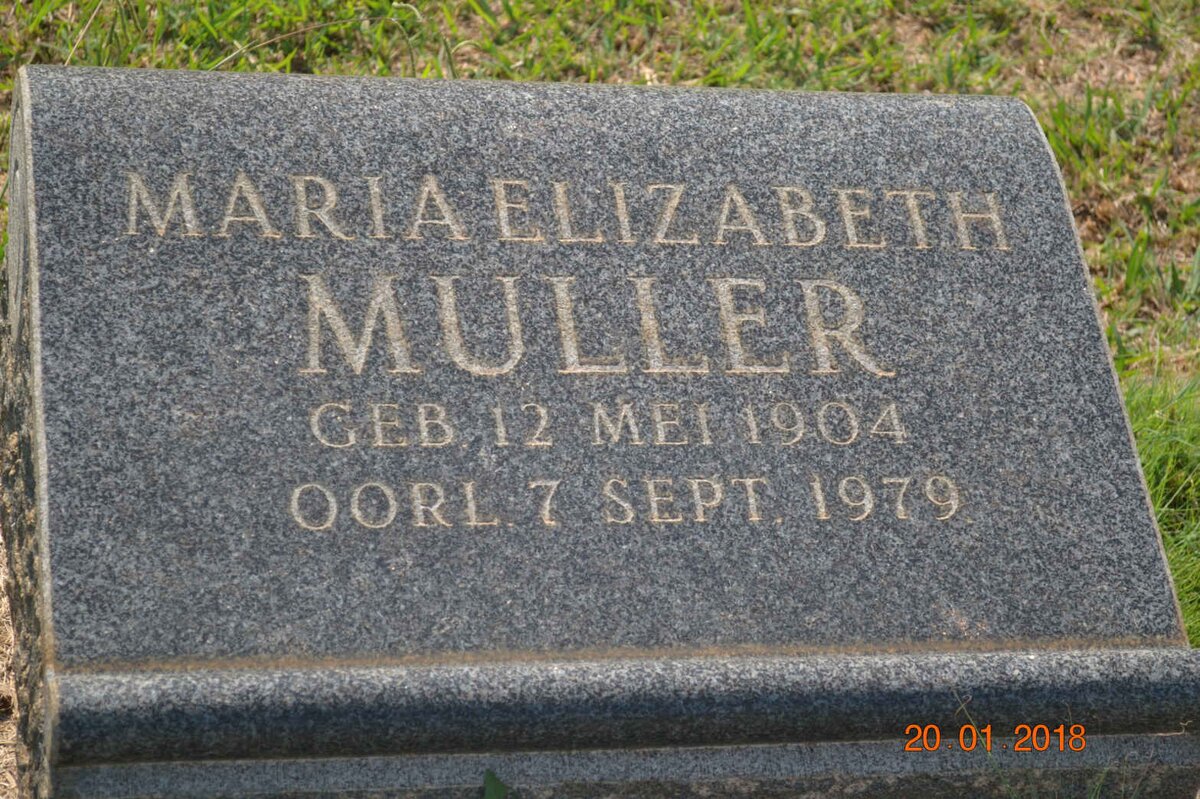 MARIA ELIZABETH
MULLER
GEB. 12 MEI 1904
OORL. 7 SEPT. 1979
20.01.2018